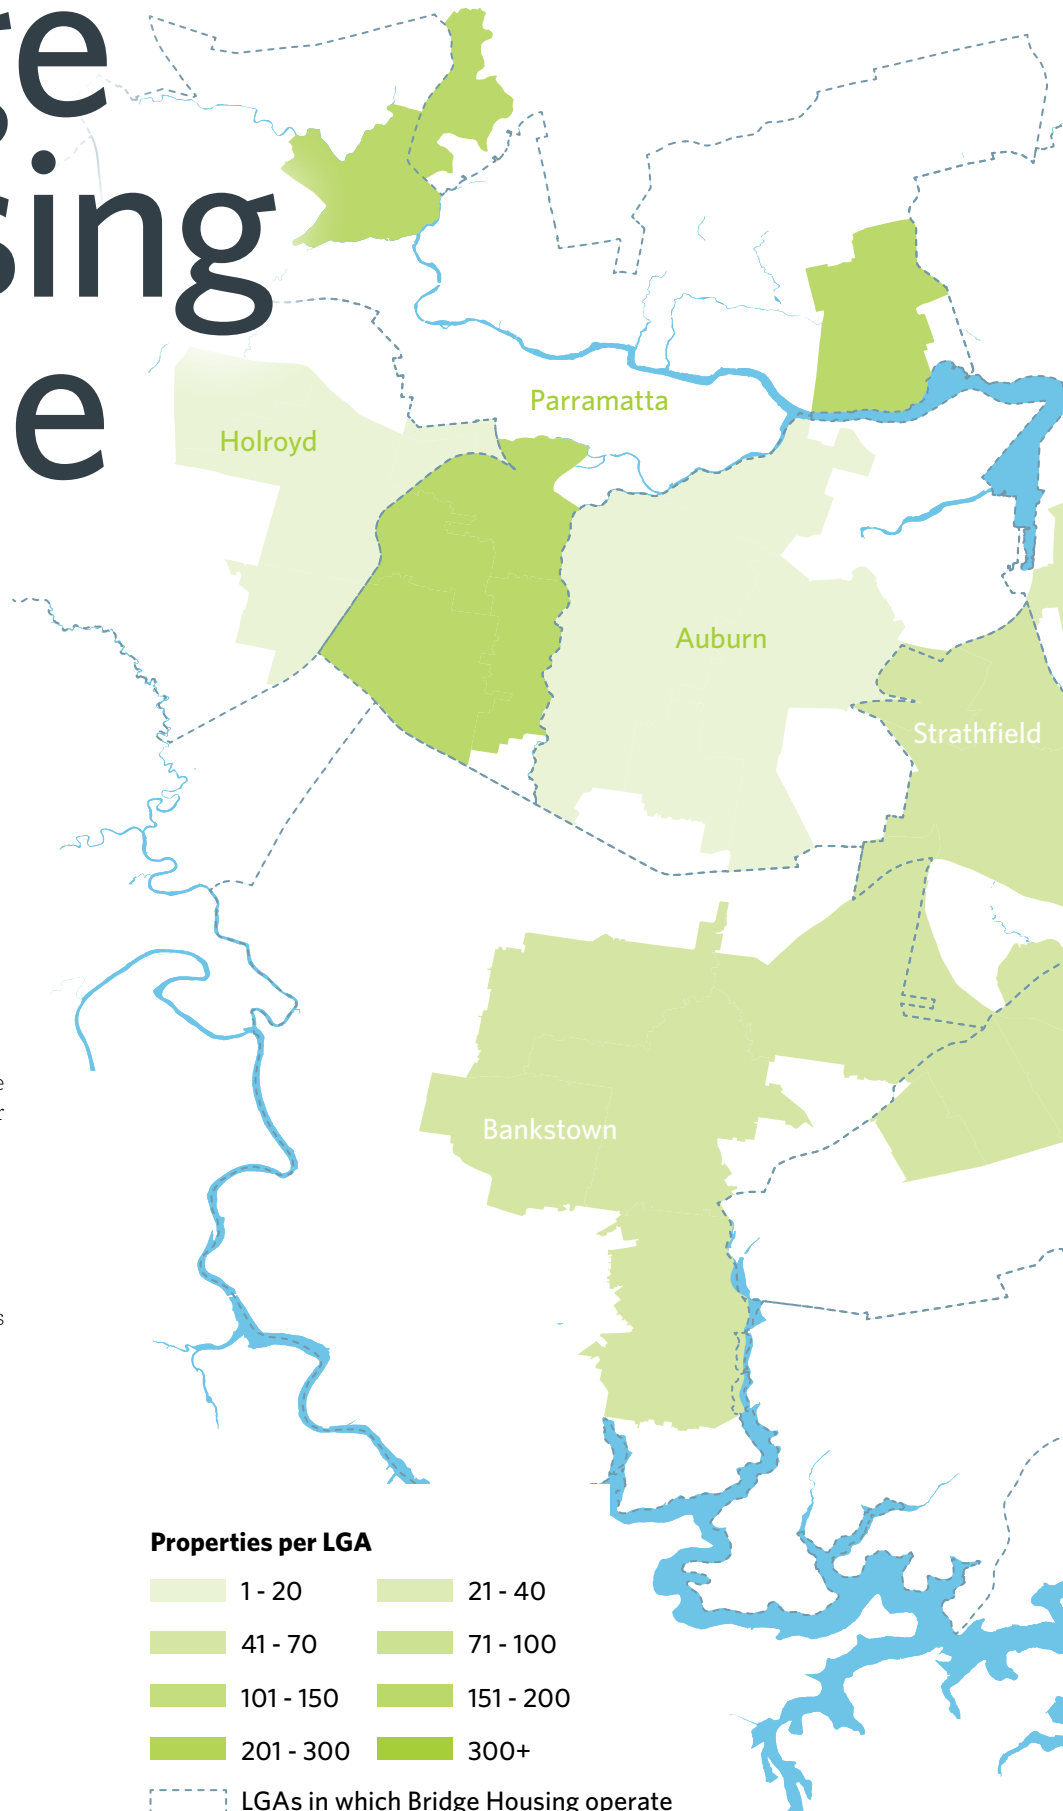 ge
sing
e
Parramatta
Holroyd
Auburn
Strathfield
e
r
Bankstown
s
Properties per LGA
1 - 20
21 - 40
41 - 70
71 - 100
101 - 150
151 - 200
201 - 300
300+
LGAs in which Bridge Housing operate